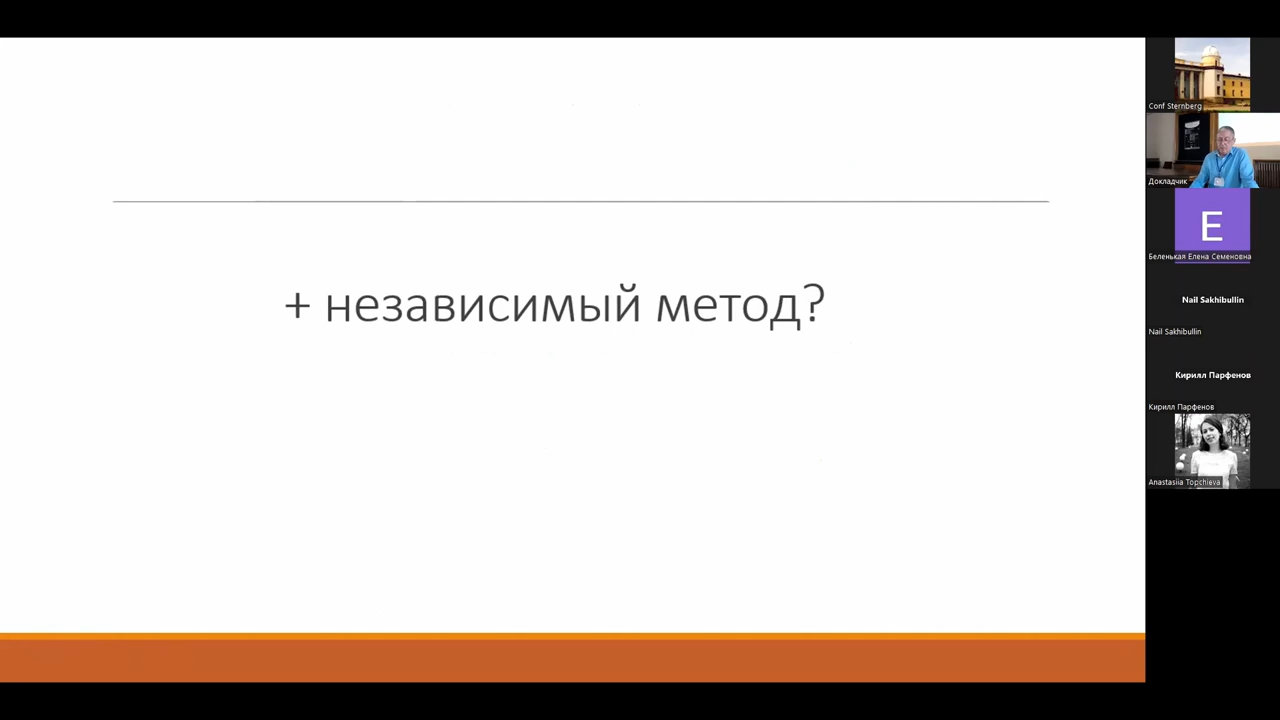 + независимый метод?
Conf Sternberg
Докладчик
E
Беленькая Елена Семеновна
Nail Sakhibullin
Nail Sakhibullin
Кирилл Парфенов
Кирилл Парфенов
Anastasiia Topchieva